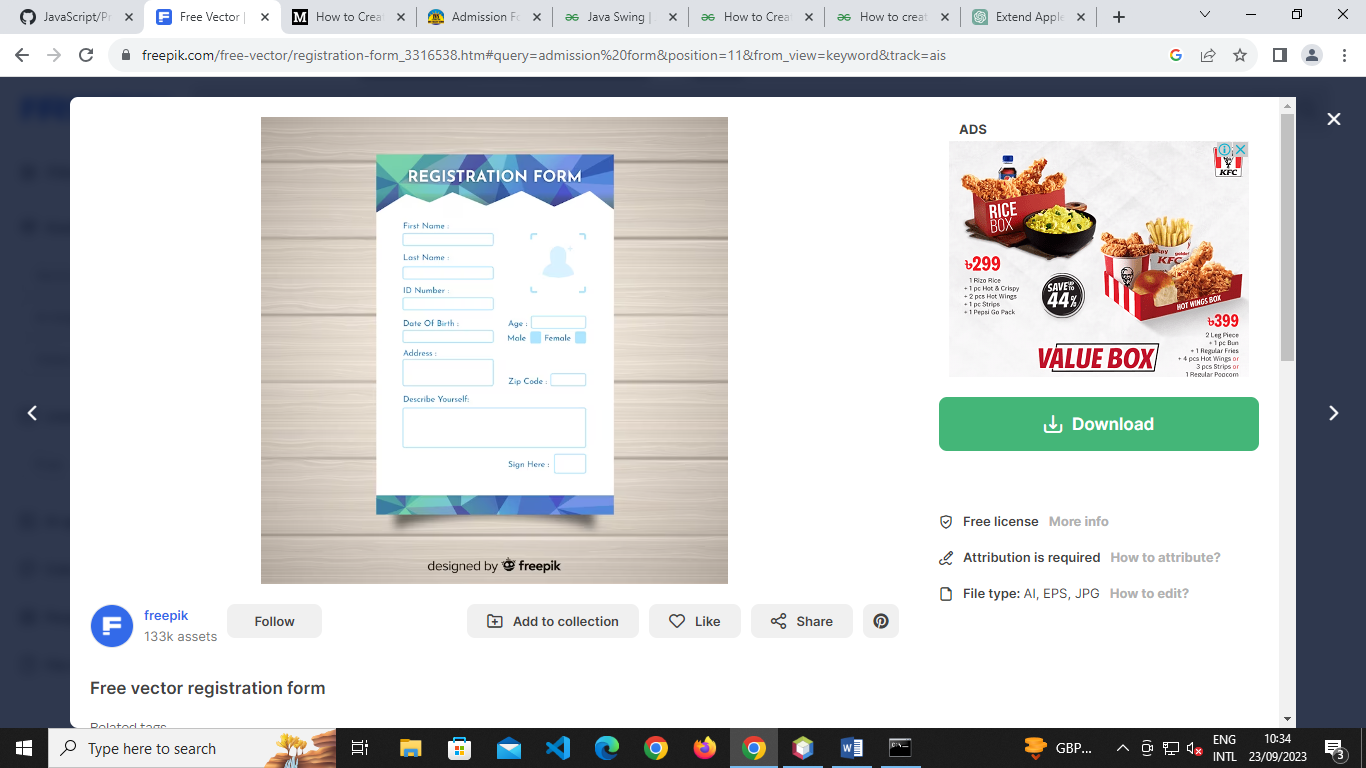 JavaScript/Pr
Free Vector |
How to Creat
Admission Fo
Java Swing |
How to Creat
How to creat
Extend Apple
freepik.com/free-vector/registration-form_3316538.htm#query=admission%20form&position=11&from_view=keyword&track=ais
REGISTRATION FORM
First Name :
Last Name :
ID Number :
Date Of Birth :
Age :
Male
Female
Address :
Zip Code :
Describe Yourself:
Sign Here :
designed by freepik
ADS
KFC
RICE BOX
৳299
1 Rizo Rice
+ 1 pc Hot & Crispy
+ 2 pcs Hot Wings
+ 1 pc Strips
+ 1 Pepsi Go Pack
SAVE UP TO 44%
KFC
HOT WINGS BOX
৳399
2 Leg Piece
+ 1 pc Bun
+ 1 Regular Fries
+ 4 pcs Hot Wings or
3 pcs Strips or
1 Regular Popcorn
VALUE BOX
Download
Free license More info
Attribution is required How to attribute?
File type: AI, EPS, JPG How to edit?
freepik
133k assets
Follow
Add to collection
Like
Share
Free vector registration form
Related tags
Type here to search
GBP...
ENG
INTL
10:34
23/09/2023
3